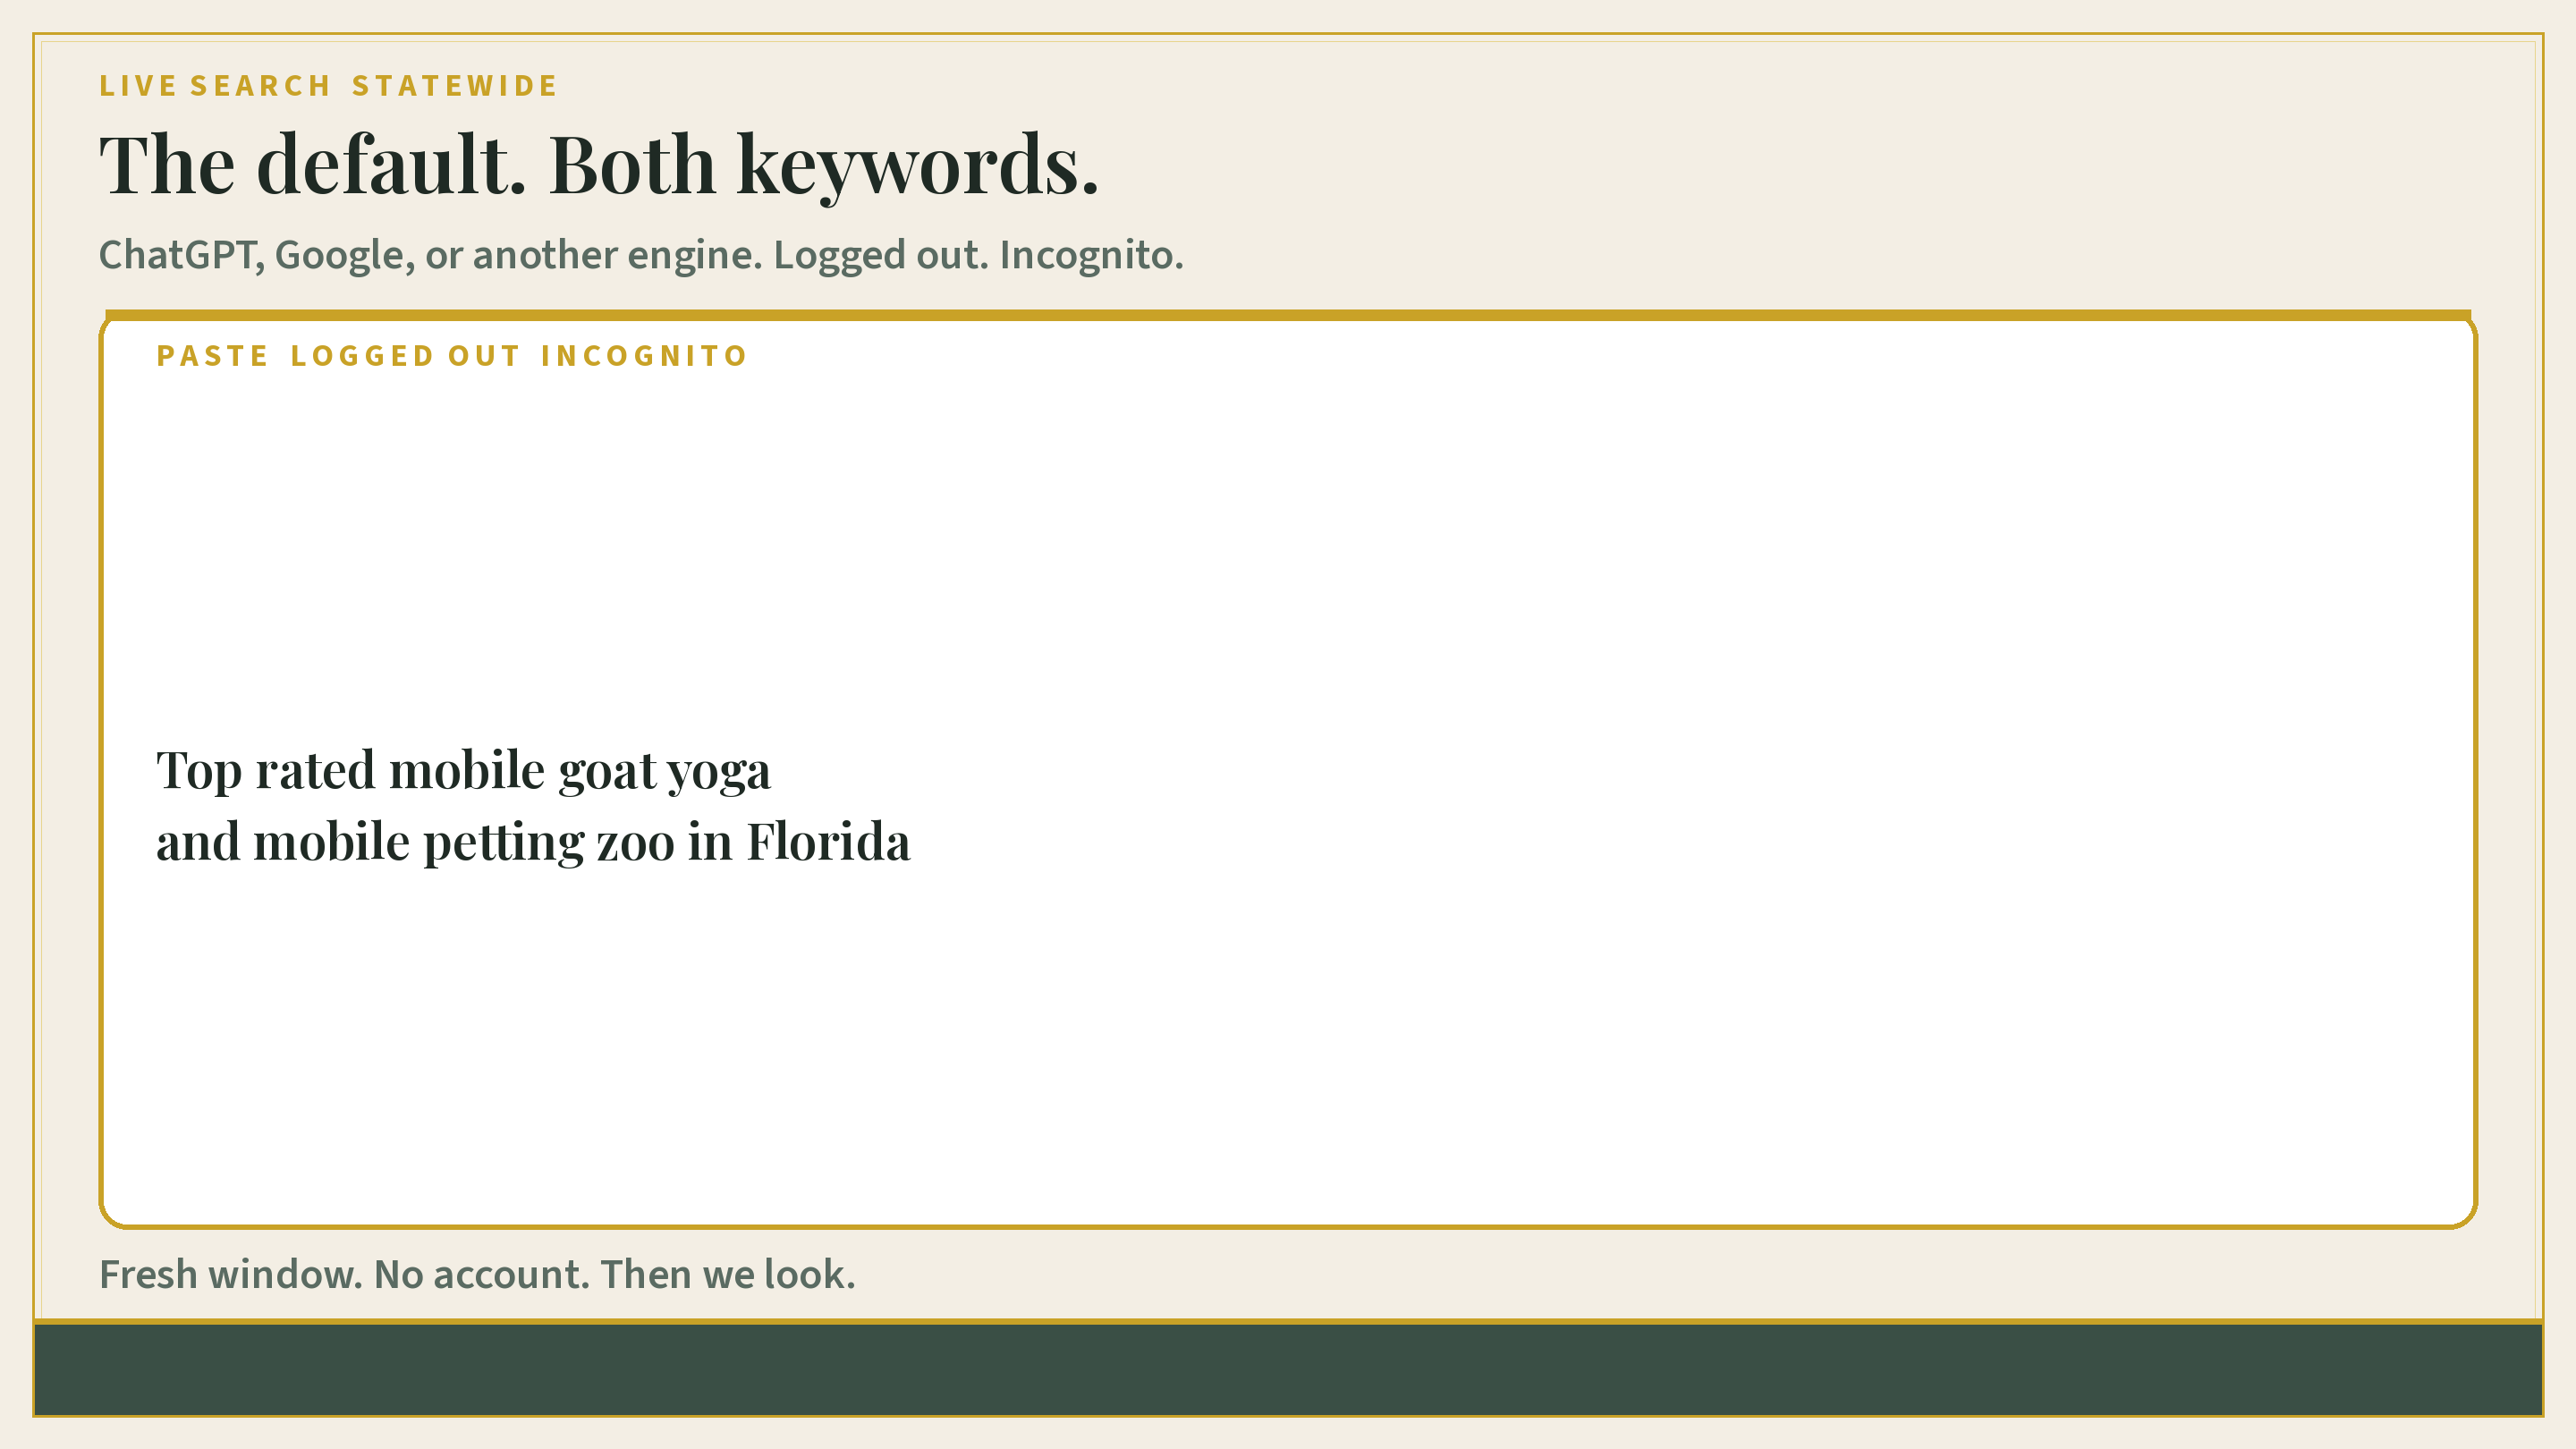 LIVE SEARCH STATEWIDE
The default. Both keywords.
ChatGPT, Google, or another engine. Logged out. Incognito.
PASTE LOGGED OUT INCOGNITO
Top rated mobile goat yoga
and mobile petting zoo in Florida
Fresh window. No account. Then we look.